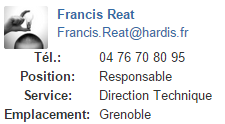 Francis Reat
Francis.Reat@hardis.fr
Tél.: 04 76 70 80 95
Position: Responsable
Service: Direction Technique
Emplacement: Grenoble